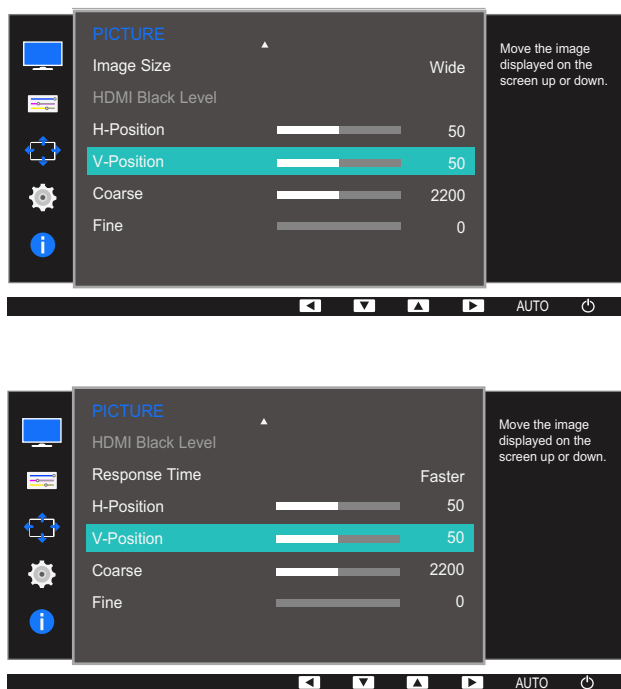 PICTURE
Image Size Wide
HDMI Black Level
H-Position 50
V-Position 50
Coarse 2200
Fine 0
Move the image
displayed on the
screen up or down.
AUTO
PICTURE
HDMI Black Level
Response Time Faster
H-Position 50
V-Position 50
Coarse 2200
Fine 0
Move the image
displayed on the
screen up or down.
AUTO